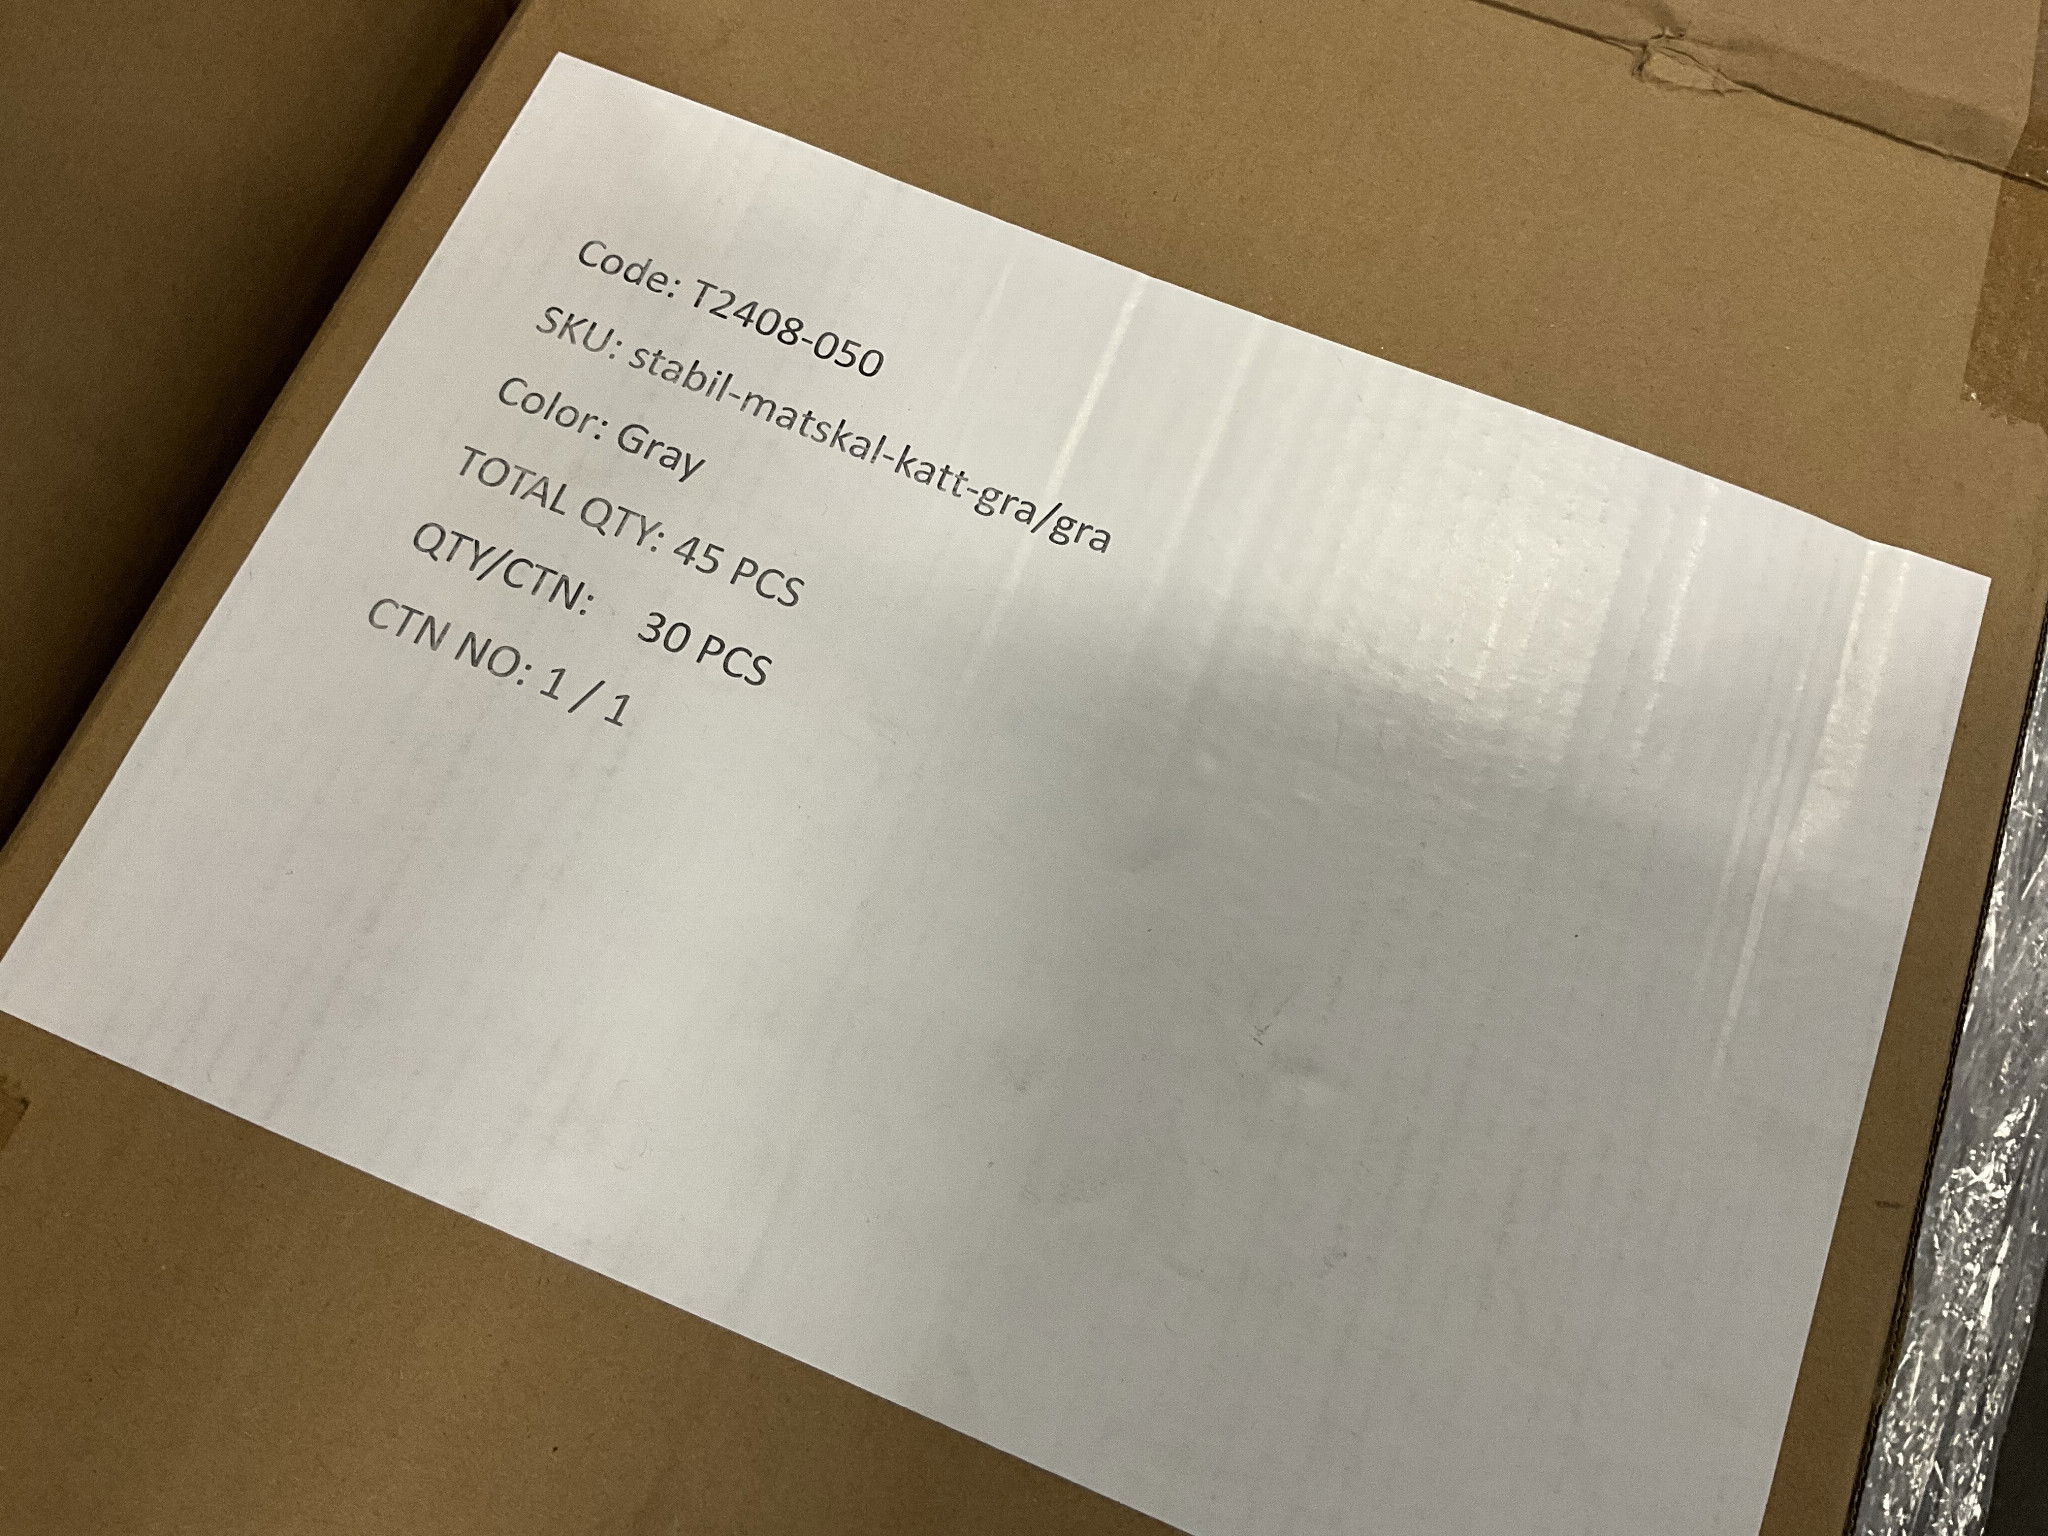 Code: T2408-050
SKU: stabil-matskal-katt-gra/gra
Color: Gray
TOTAL QTY: 45 PCS
QTY/CTN: 30 PCS
CTN NO: 1 / 1